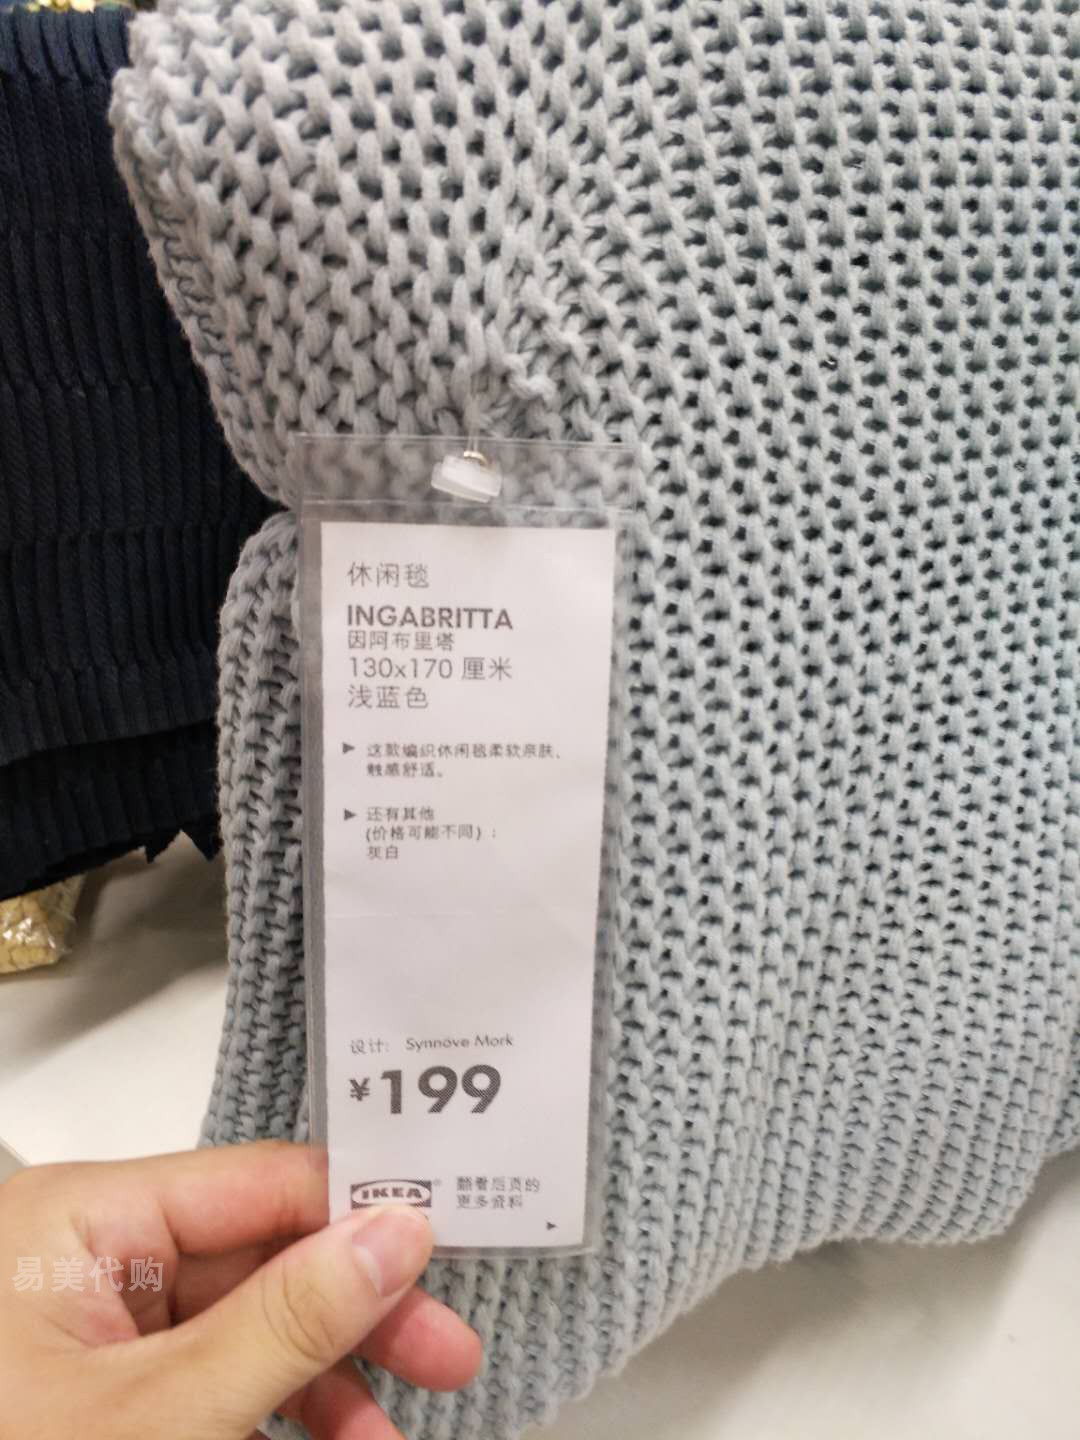 休闲毯
INGABRITTA
因阿布里塔
130x170 厘米
浅蓝色
▶ 这款编织休闲毯柔软亲肤、
触感舒适。
▶ 还有其他
(价格可能不同)：
灰白
设计: Synnöve Mork
¥199
IKEA®
翻看后页的
更多资料
▶
易美代购